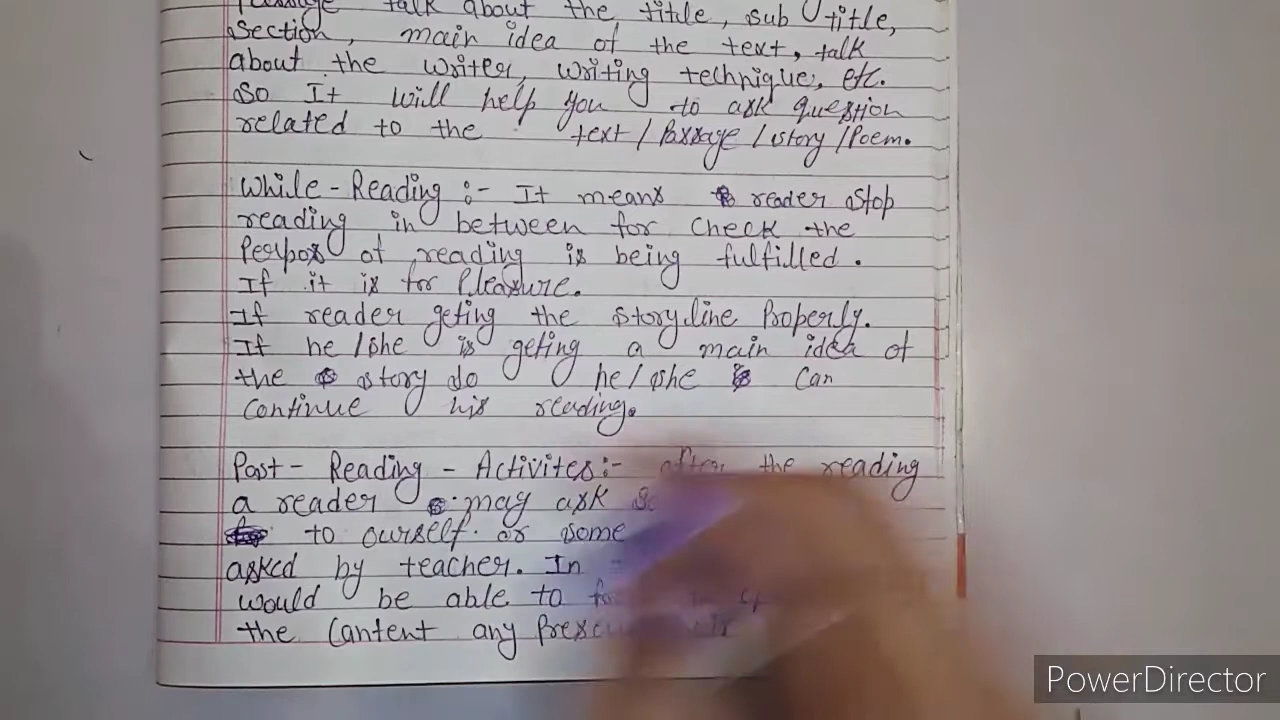 Passage talk about the title, sub title,
Section, main idea of the text, talk
about the writer, writing technique, etc.
So It will help you to ask question
related to the text / Passage / story / Poem.
While - Reading :- It means reader stop
reading in between for check the
Perpos of reading is being fulfilled.
If it is for Pleasure.
If reader geting the storyline Properly.
If he/she is geting a main idea of
the story do he/she can
continue his reading.
Post - Reading - Activites:- after the reading
a reader may ask
to ourself or some
asked by teacher. In
would be able to
the Cantent any
PowerDirector